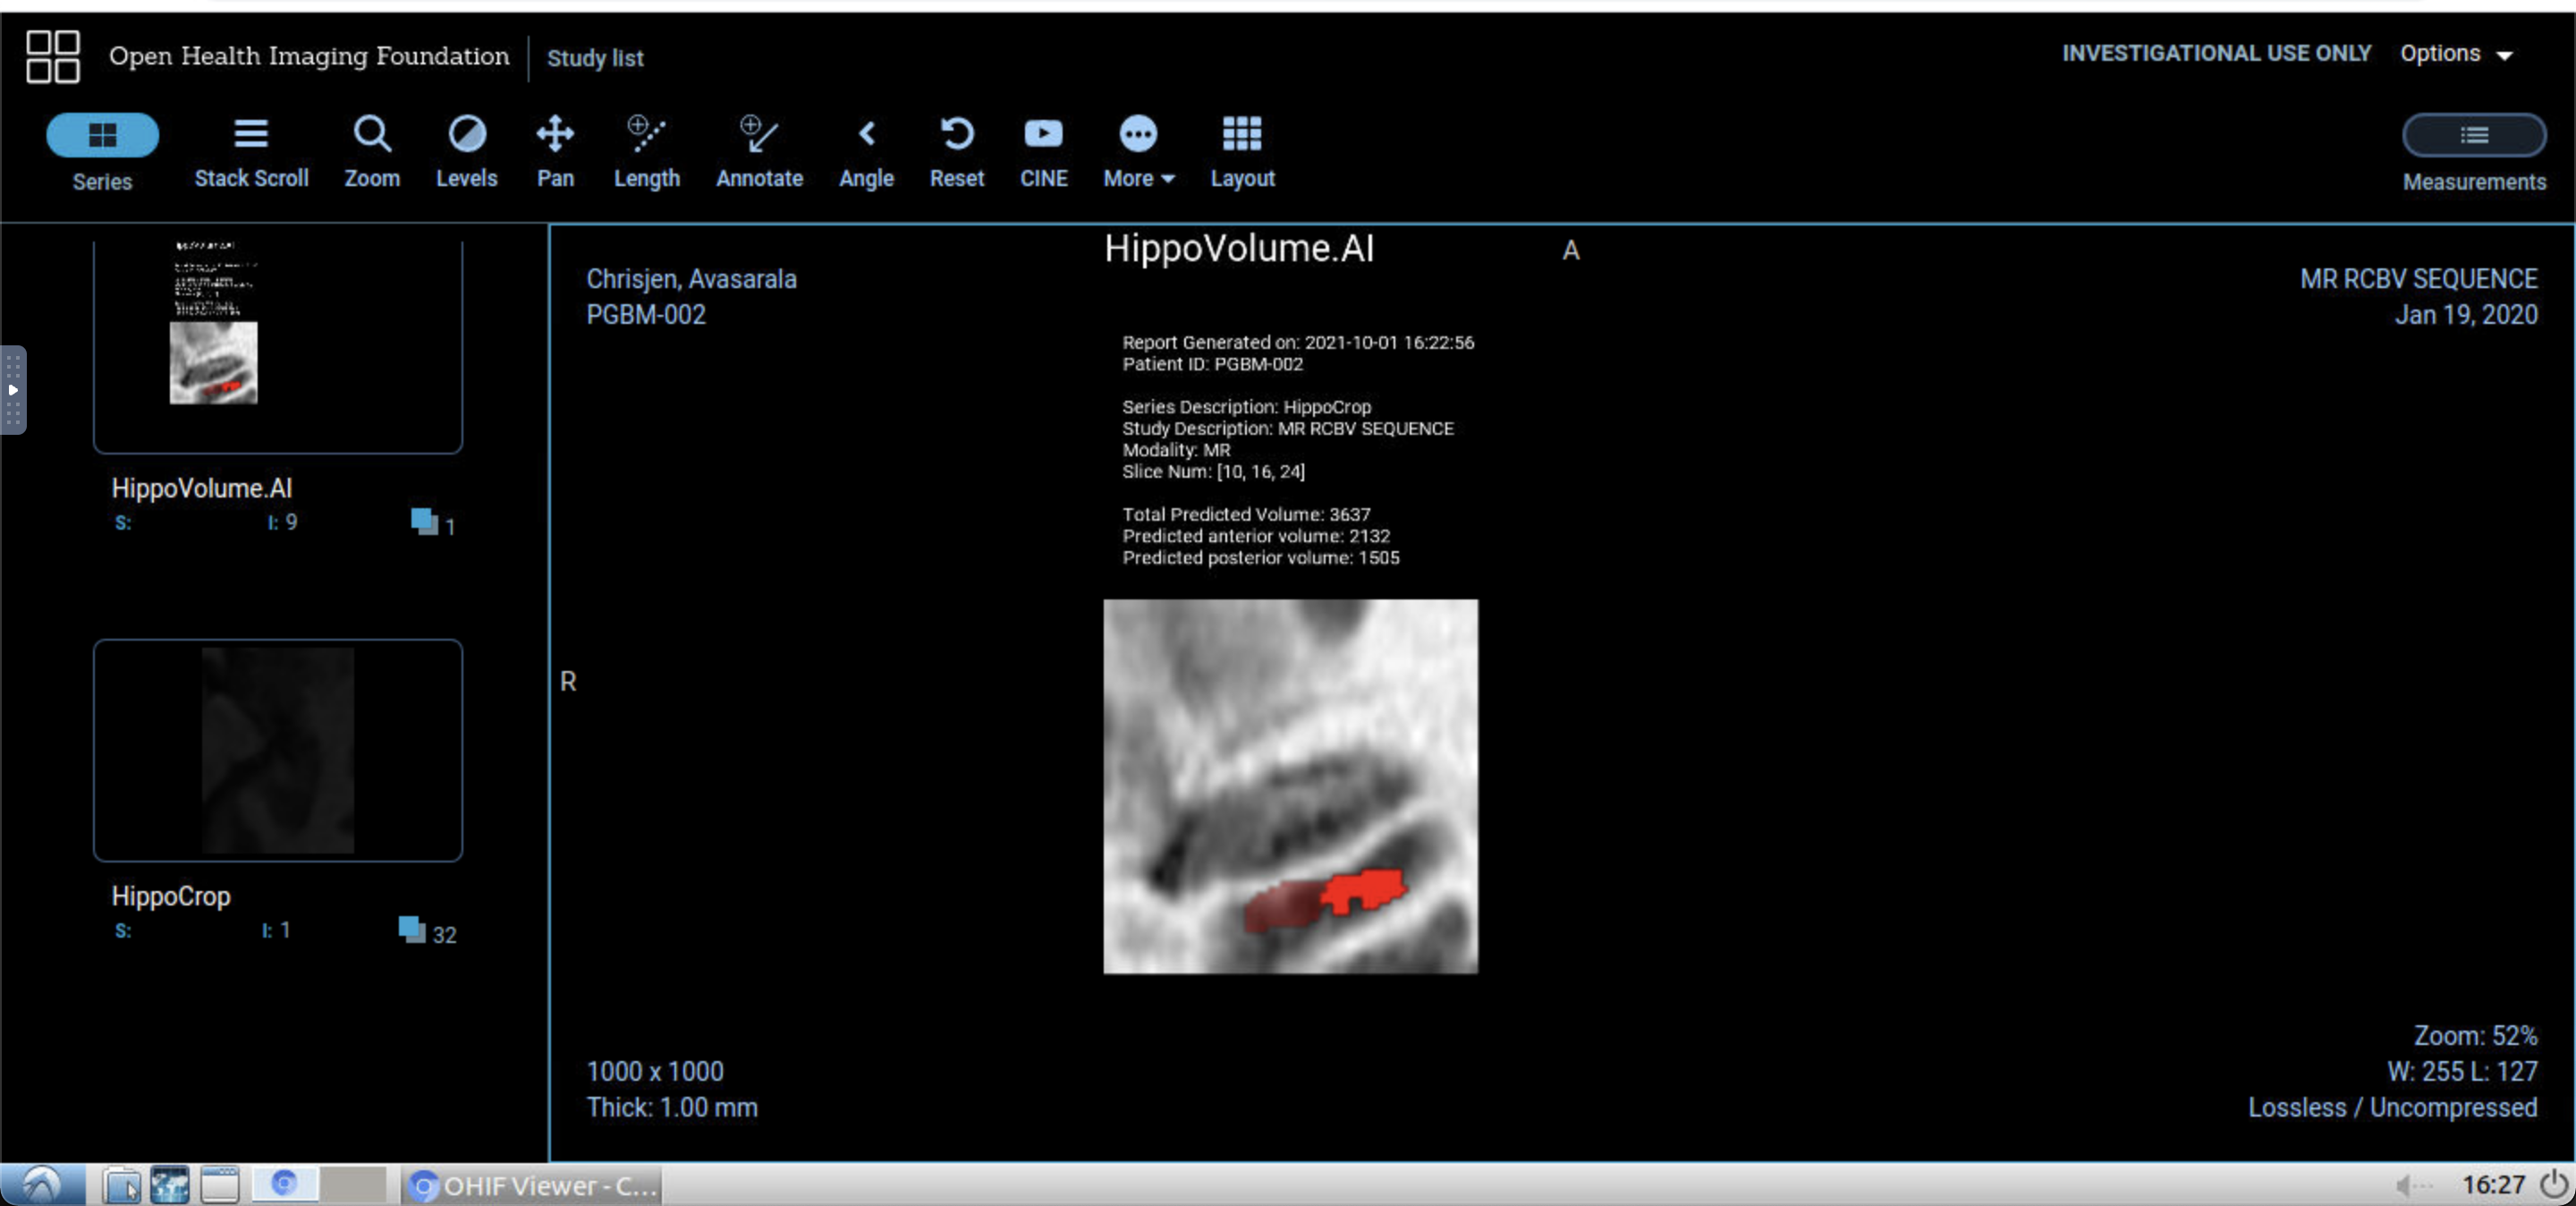 Open Health Imaging Foundation
Study list
INVESTIGATIONAL USE ONLY
Options
Series
Stack Scroll
Zoom
Levels
Pan
Length
Annotate
Angle
Reset
CINE
More
Layout
Measurements
HippoVolume.AI
S:
I: 9
1
HippoCrop
S:
I: 1
32
HippoVolume.AI
A
Chrisjen, Avasarala
PGBM-002
MR RCBV SEQUENCE
Jan 19, 2020
Report Generated on: 2021-10-01 16:22:56
Patient ID: PGBM-002
Series Description: HippoCrop
Study Description: MR RCBV SEQUENCE
Modality: MR
Slice Num: [10, 16, 24]
Total Predicted Volume: 3637
Predicted anterior volume: 2132
Predicted posterior volume: 1505
R
1000 x 1000
Thick: 1.00 mm
Zoom: 52%
W: 255 L: 127
Lossless / Uncompressed
OHIF Viewer - C...
16:27